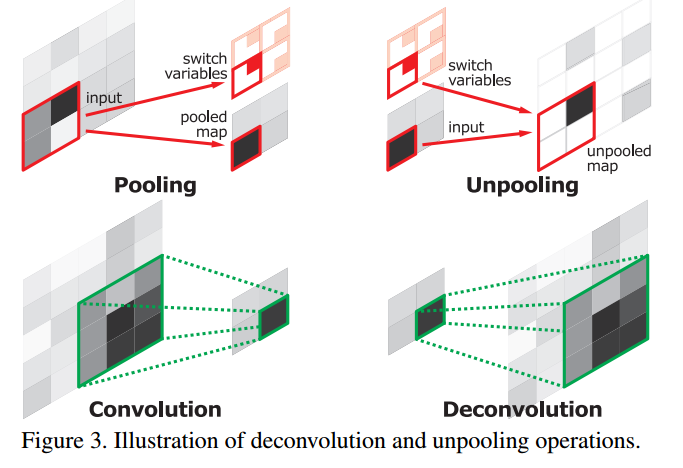 switch
variables
input
pooled
map
Pooling
switch
variables
input
unpooled
map
Unpooling
Convolution
Deconvolution
Figure 3. Illustration of deconvolution and unpooling operations.